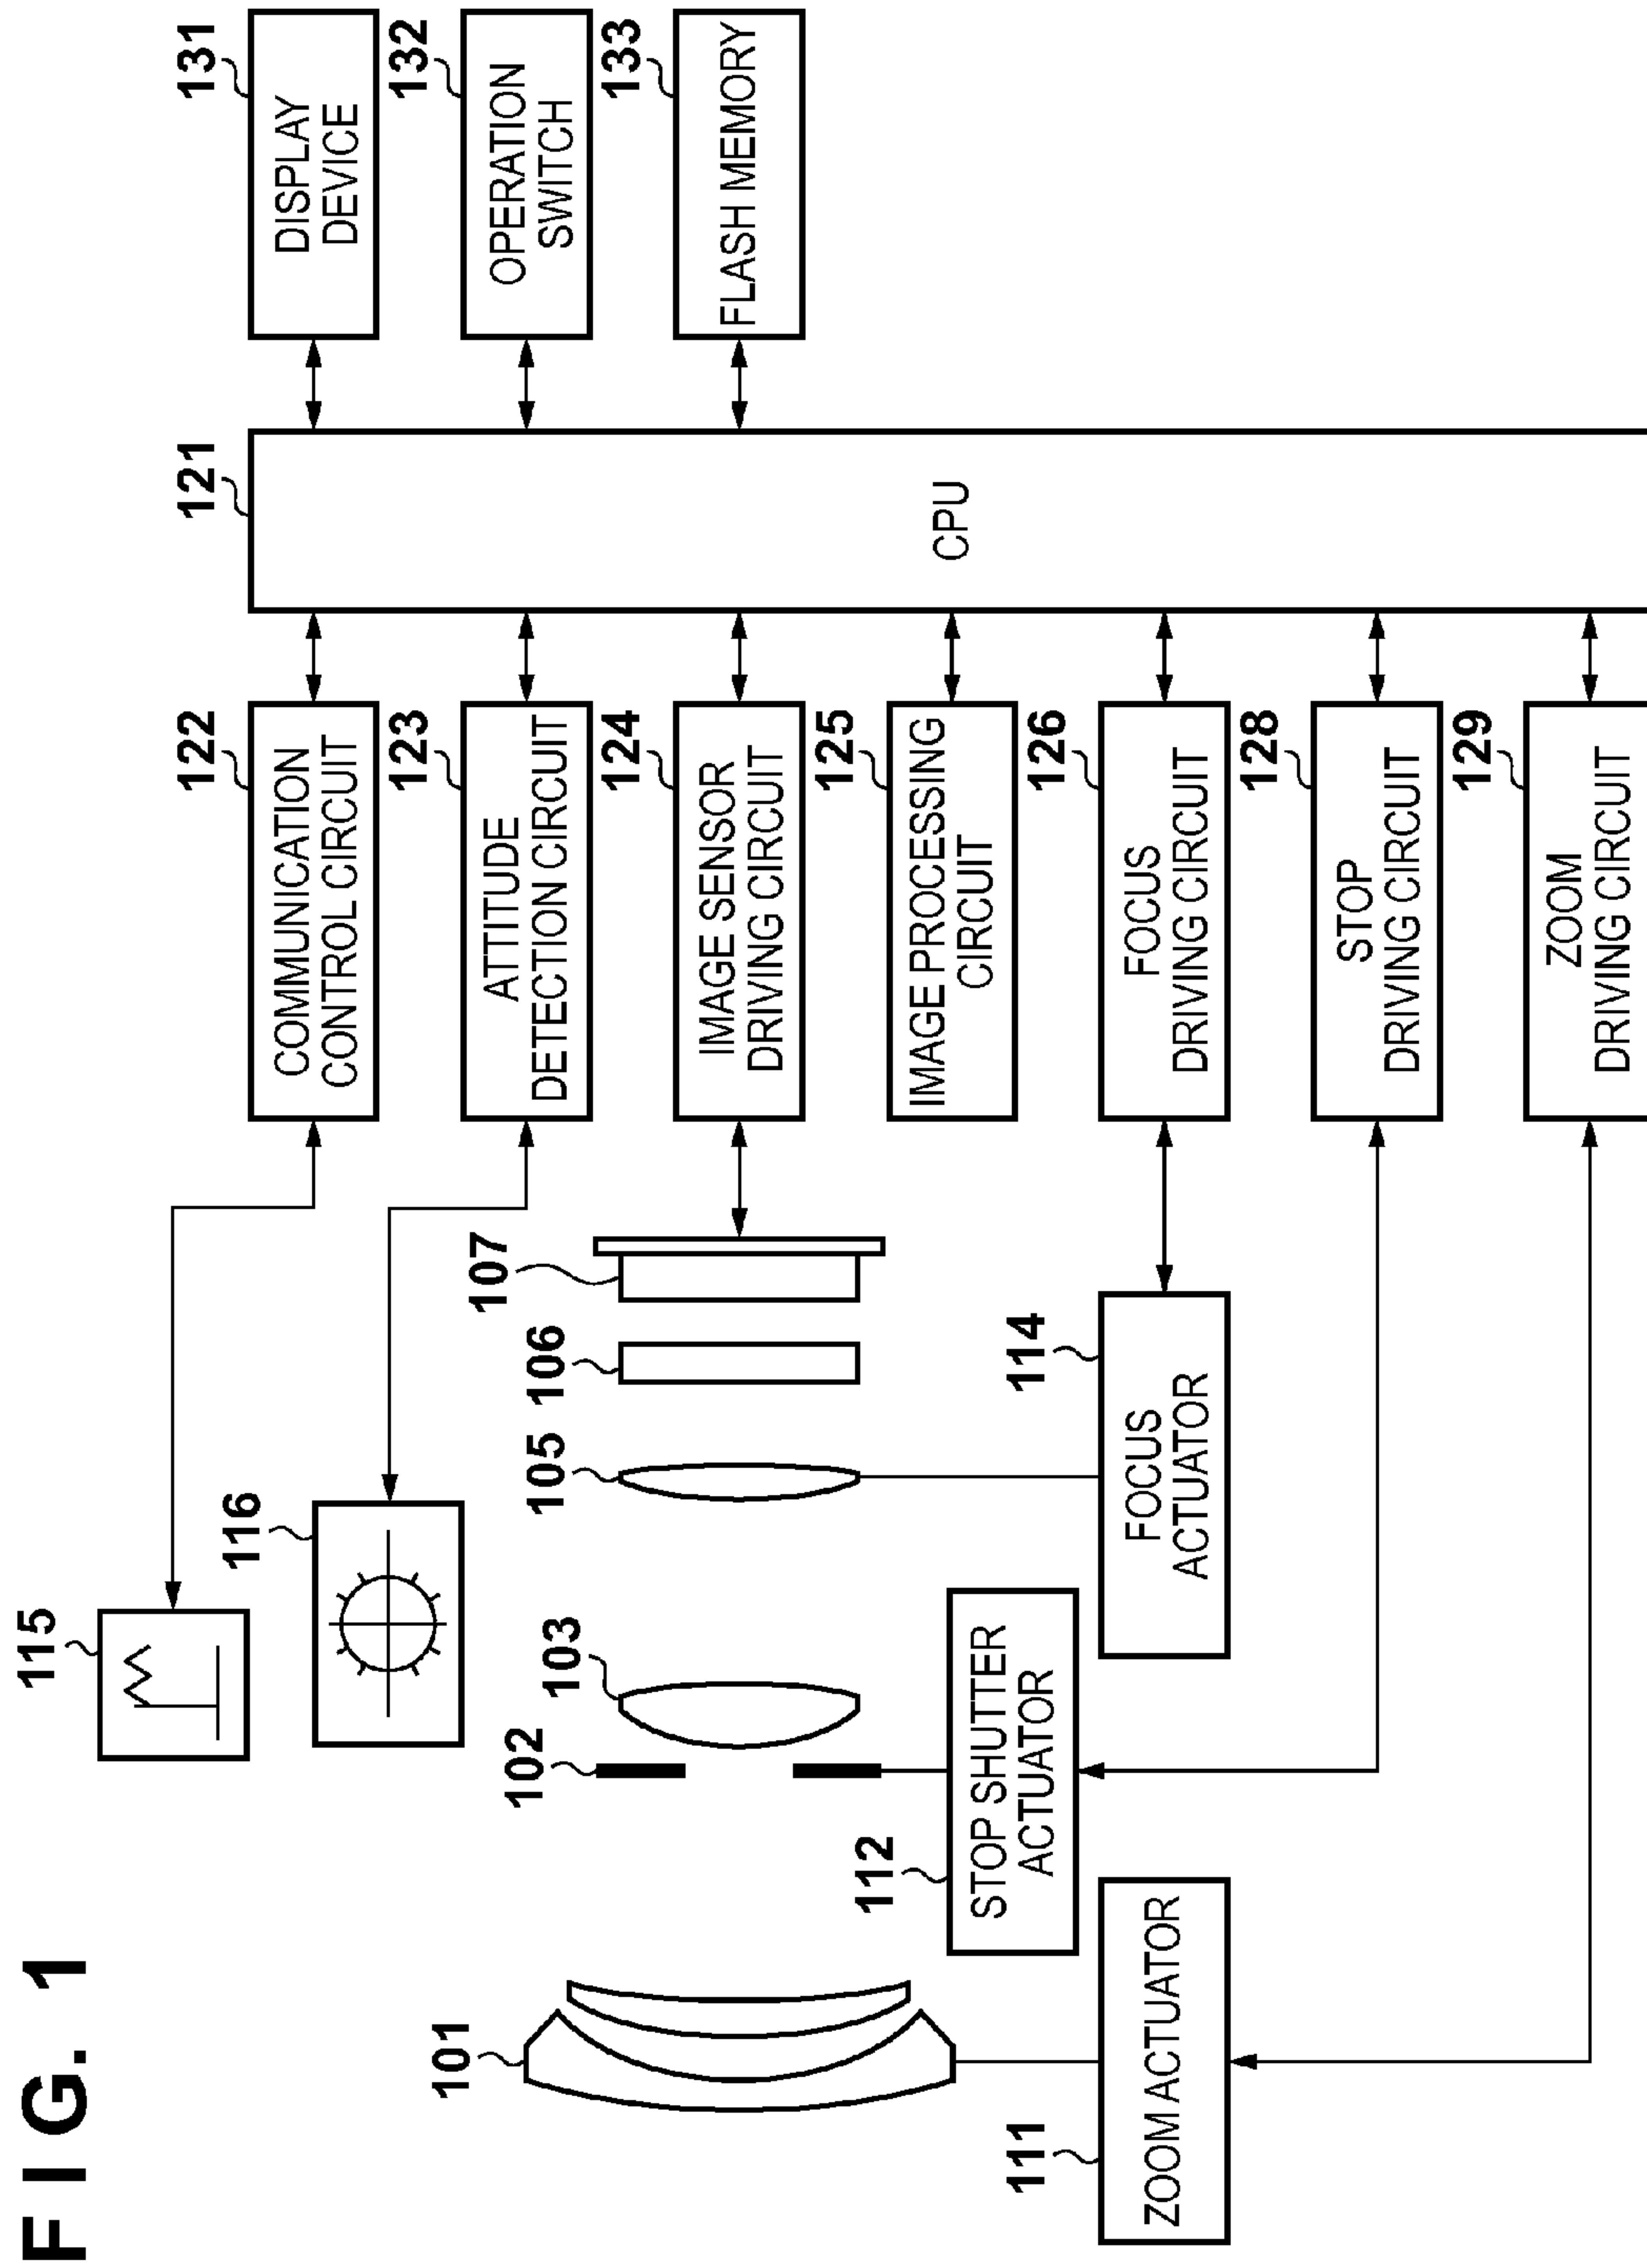 FIG. 1
115
116
101
102
103
105
106
107
111
ZOOM ACTUATOR
112
STOP SHUTTER
ACTUATOR
114
FOCUS
ACTUATOR
122
COMMUNICATION
CONTROL CIRCUIT
123
ATTITUDE
DETECTION CIRCUIT
124
IMAGE SENSOR
DRIVING CIRCUIT
125
IMAGE PROCESSING
CIRCUIT
126
FOCUS
DRIVING CIRCUIT
128
STOP
DRIVING CIRCUIT
129
ZOOM
DRIVING CIRCUIT
121
CPU
131
DISPLAY
DEVICE
132
OPERATION
SWITCH
133
FLASH MEMORY